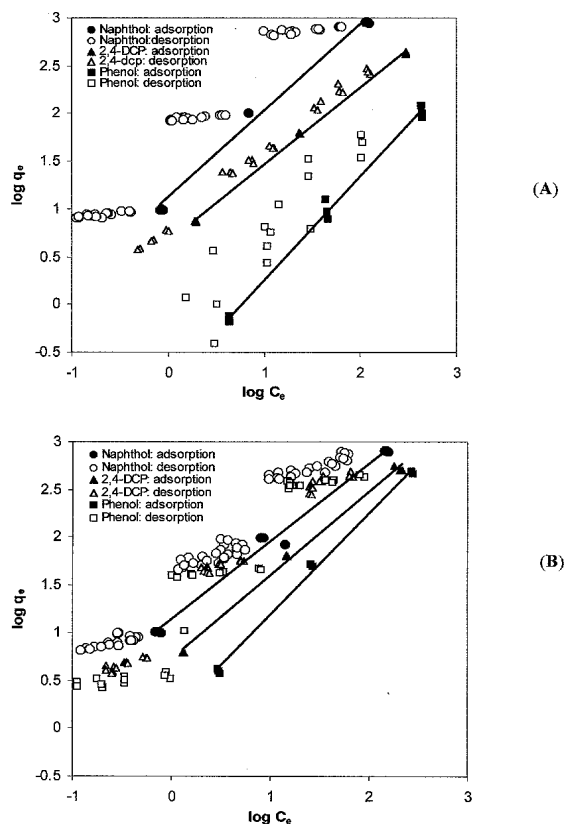 3
Naphthol: adsorption
Naphthol:desorption
2.5
2,4-DCP: adsorption
2,4-dcp: desorption
Phenol: adsorption
2
Phenol: desorption
1.5
log qe
(A)
1
0.5
0
-0.5
-1
0
1
2
3
log Ce
3
Naphthol: adsorption
Naphthol: desorption
2.5
2,4-DCP: adsorption
2,4-DCP: desorption
Phenol: adsorption
2
Phenol: desorption
1.5
log qe
(B)
1
0.5
0
-0.5
-1
0
1
2
3
log Ce